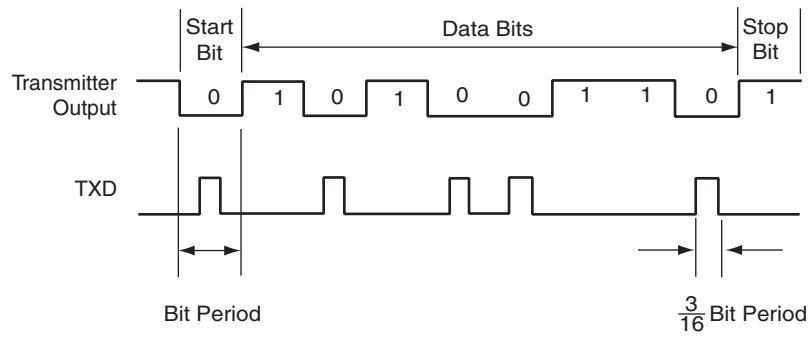 Start Bit
Data Bits
Stop Bit
Transmitter Output
0 1 0 1 0 0 1 1 0 1
TXD
Bit Period
3/16 Bit Period